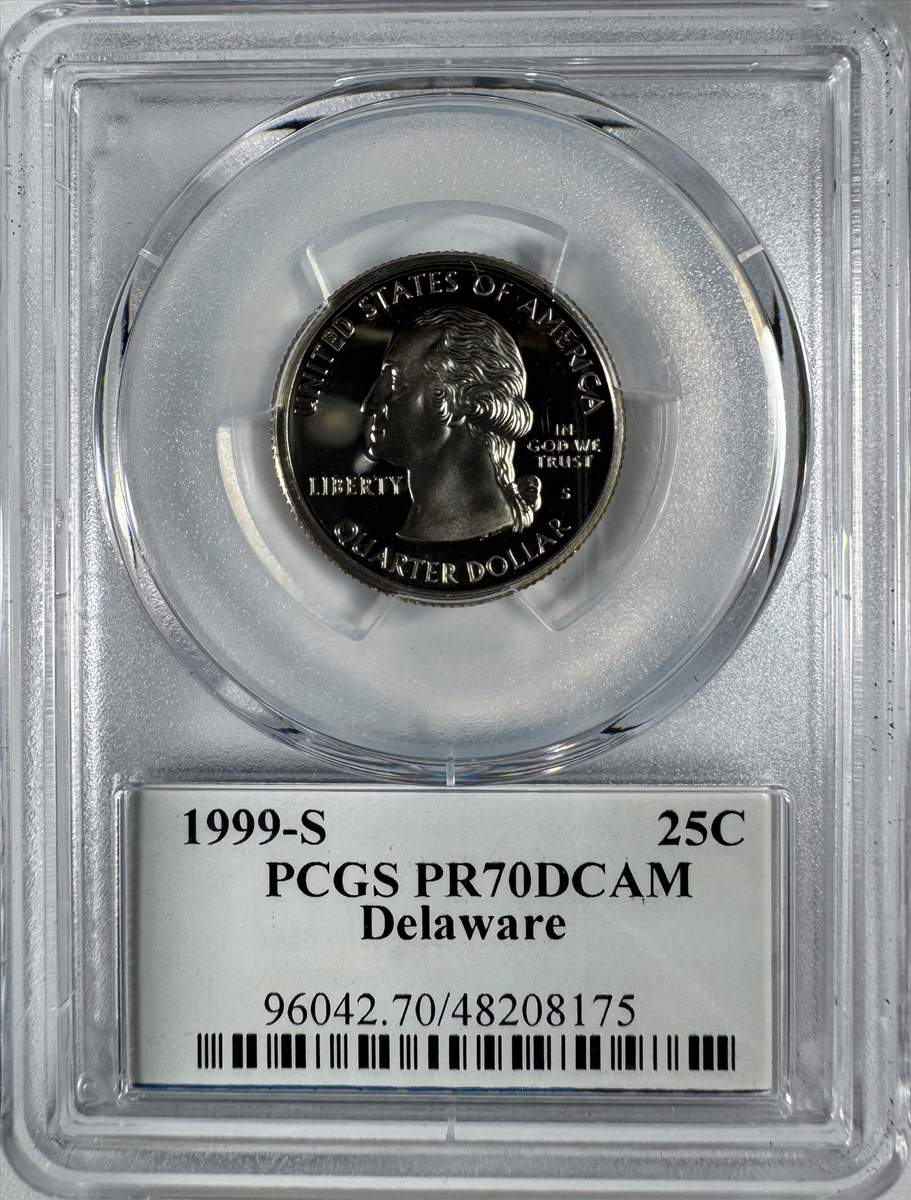 UNITED STATES OF AMERICA
LIBERTY
IN
GOD WE
TRUST
S
QUARTER DOLLAR
1999-S 25C
PCGS PR70DCAM
Delaware
96042.70/48208175